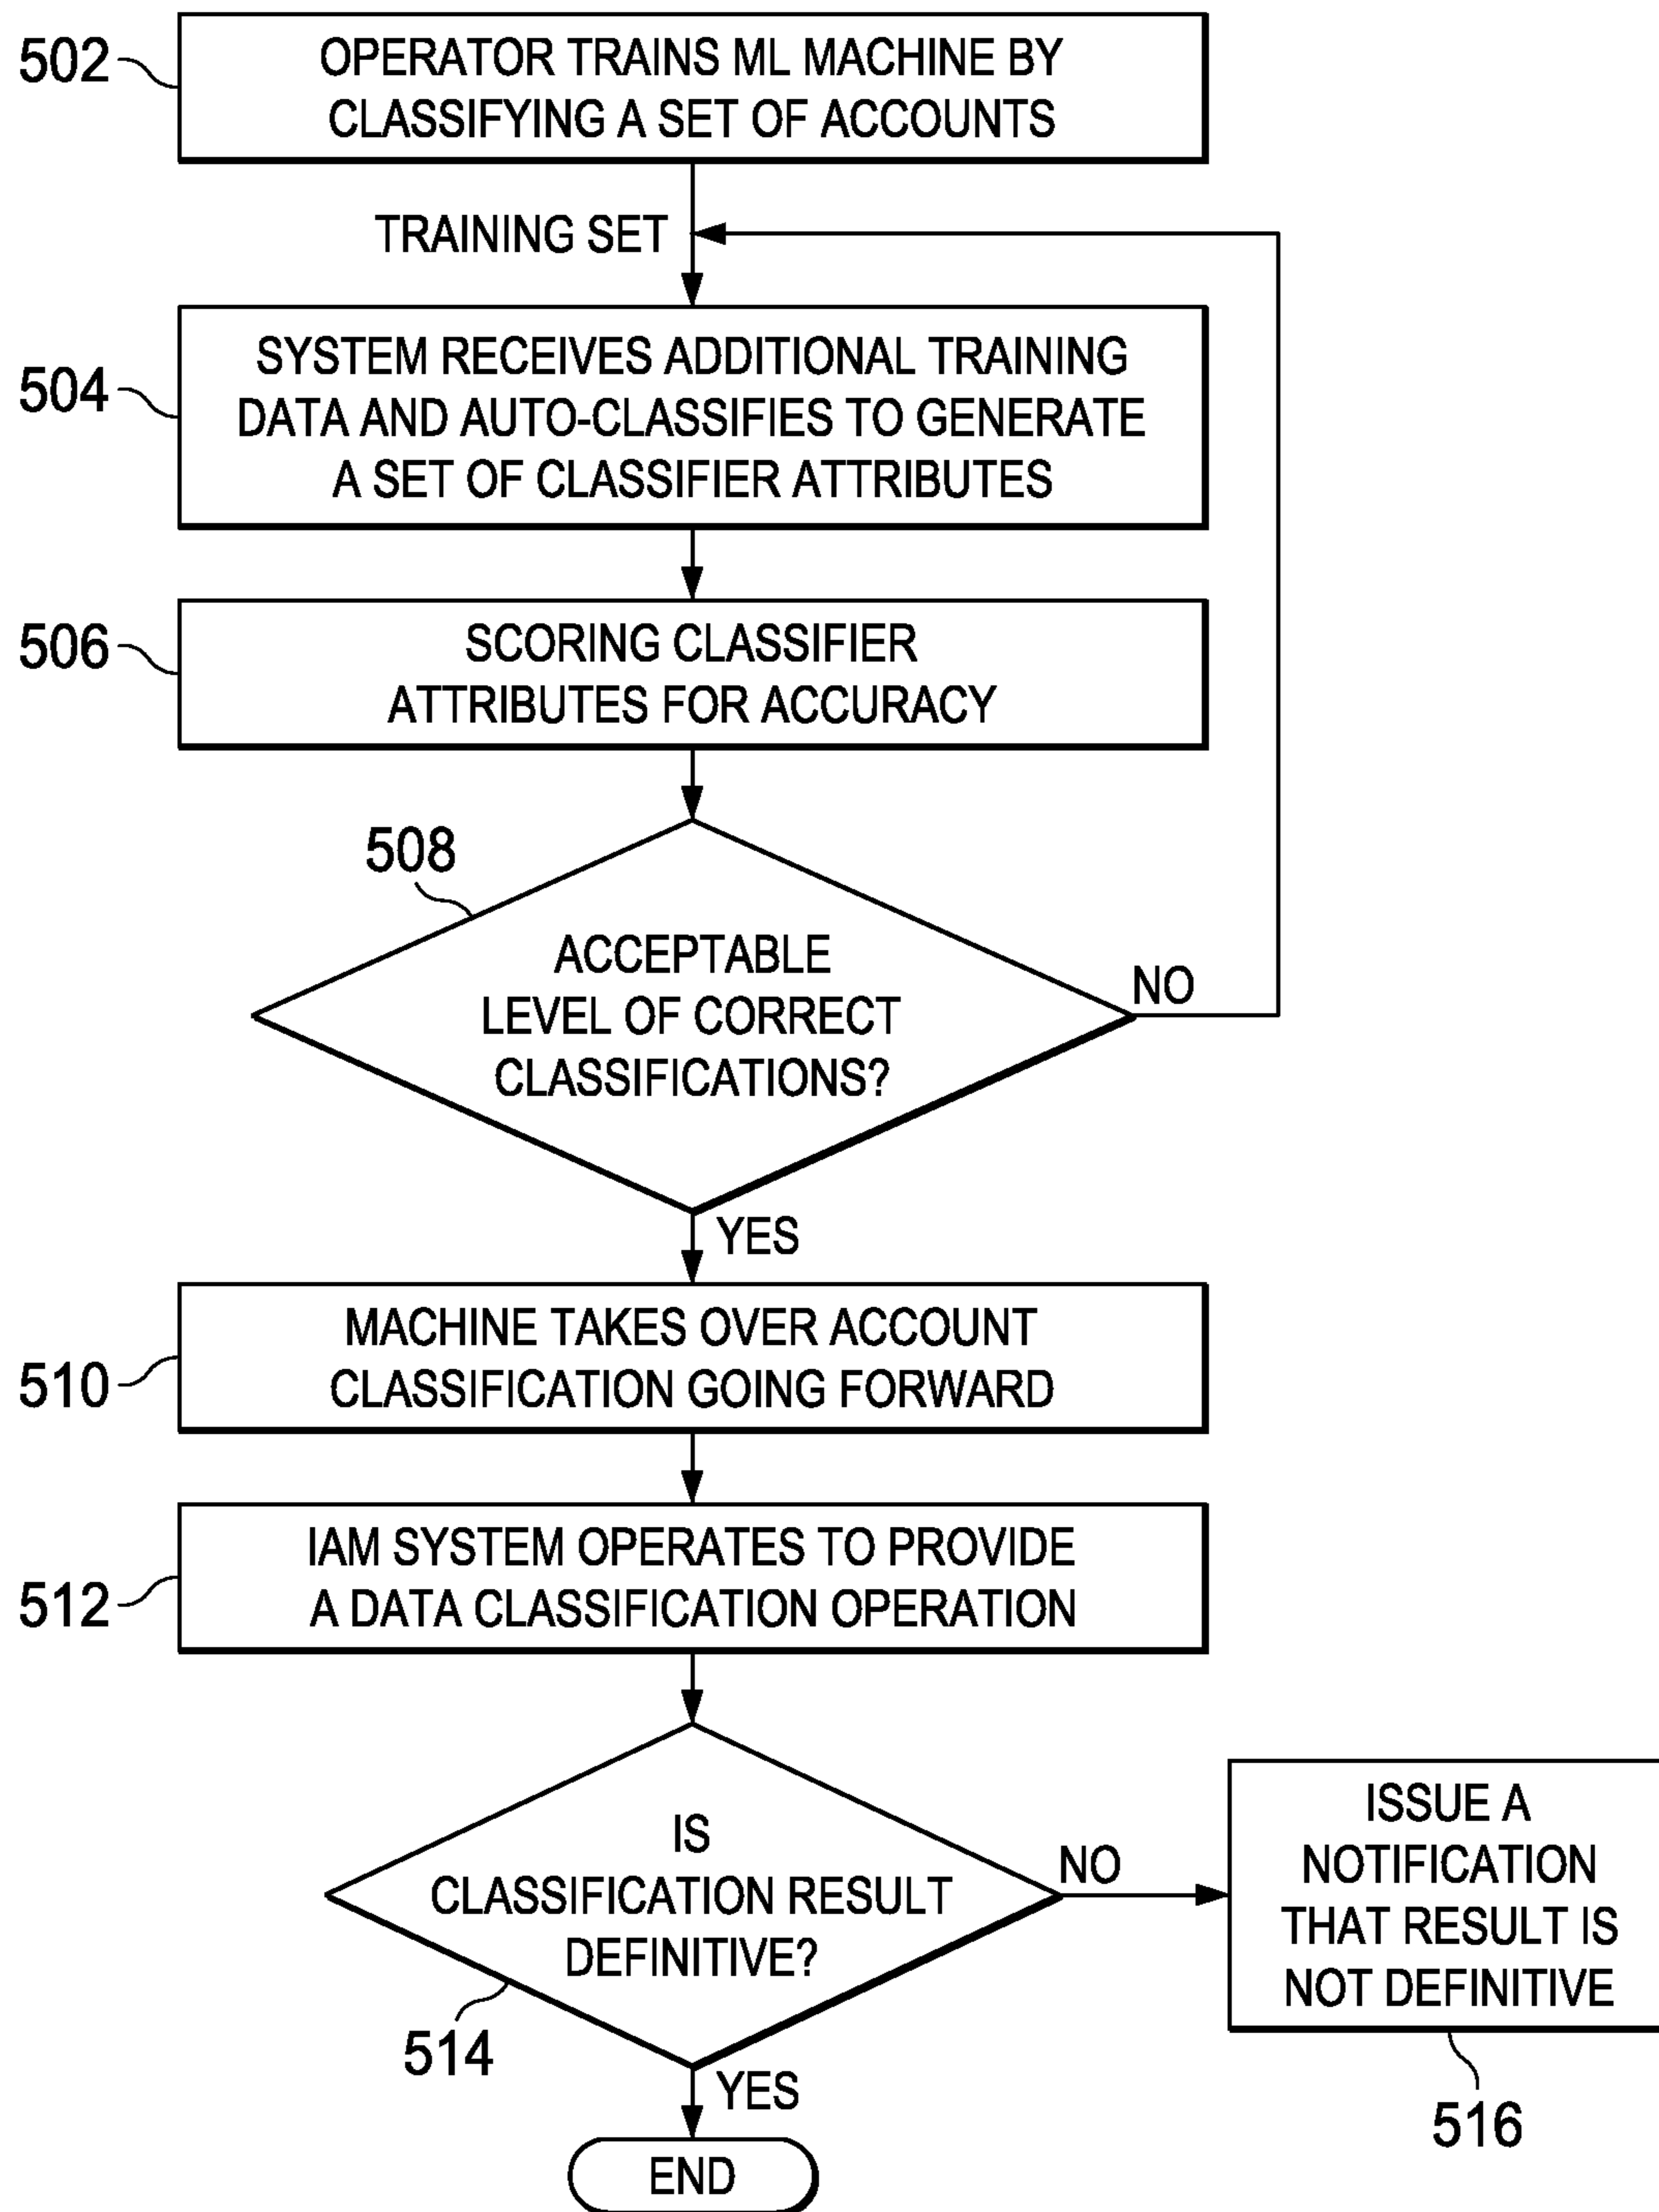 502
OPERATOR TRAINS ML MACHINE BY
CLASSIFYING A SET OF ACCOUNTS
TRAINING SET
504
SYSTEM RECEIVES ADDITIONAL TRAINING
DATA AND AUTO-CLASSIFIES TO GENERATE
A SET OF CLASSIFIER ATTRIBUTES
506
SCORING CLASSIFIER
ATTRIBUTES FOR ACCURACY
508
ACCEPTABLE
LEVEL OF CORRECT
CLASSIFICATIONS?
NO
YES
510
MACHINE TAKES OVER ACCOUNT
CLASSIFICATION GOING FORWARD
512
IAM SYSTEM OPERATES TO PROVIDE
A DATA CLASSIFICATION OPERATION
IS
CLASSIFICATION RESULT
DEFINITIVE?
514
NO
ISSUE A
NOTIFICATION
THAT RESULT IS
NOT DEFINITIVE
516
YES
END